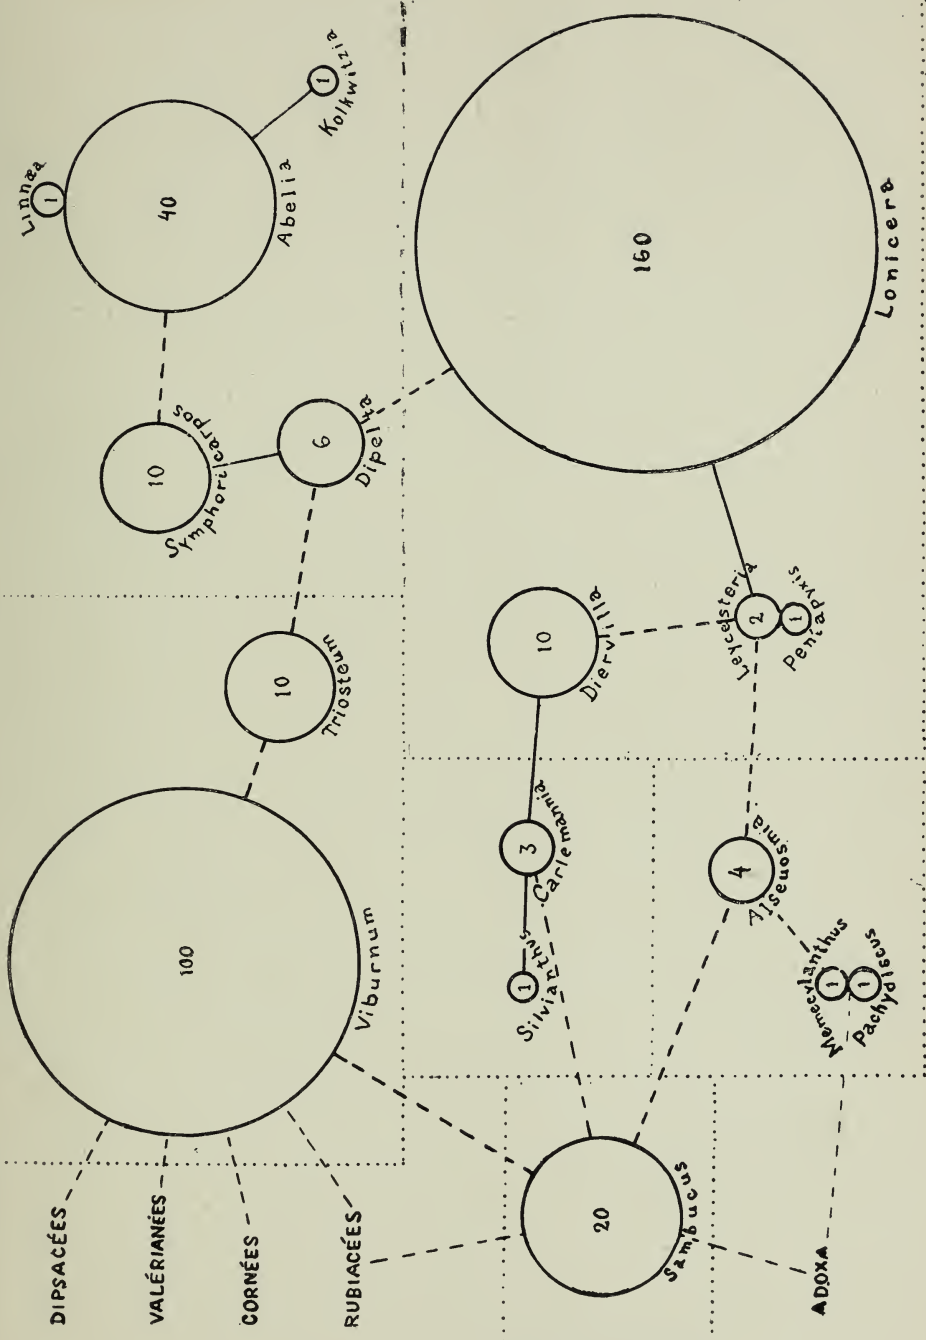 Linnæa
1
40
Abelia
1
Kolkwitzia
10
Symphoricarpos
6
Dipelta
160
Lonicera
10
Triosteum
10
Diervilla
Leycesteria
2
1
Peniapyxis
100
Viburnum
3
Carlemannia
1
Silvianthus
4
Alseuosmia
Memecylanthus
1
1
Pachydiscus
20
Sambucus
DIPSACÉES
VALÉRIANÉES
CORNÉES
RUBIACÉES
ADOXA